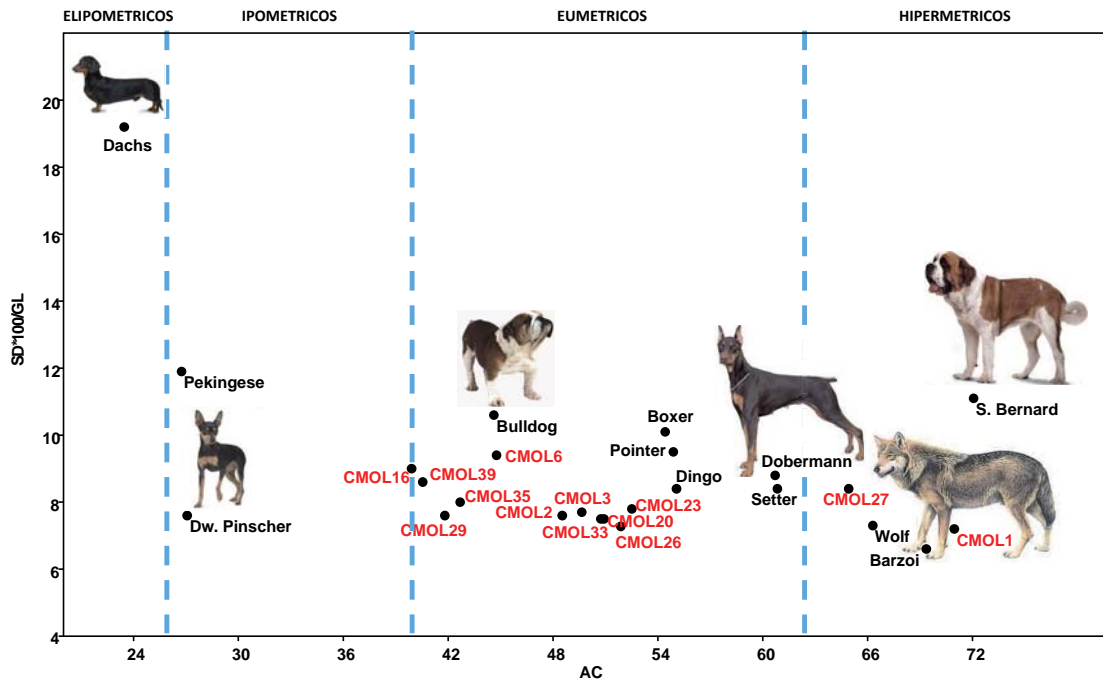 ELIPOMETRICOS IPOMETRICOS EUMETRICOS HIPERMETRICOS
20
Dachs
18
16
14
SD*100/GL
12
Pekingese
S. Bernard
Bulldog
Boxer
10
Pointer
CMOL6
Dobermann
CMOL16 CMOL39
Dingo
Setter
CMOL27
8
CMOL35
CMOL3 CMOL23
Dw. Pinscher
CMOL2
CMOL29
CMOL33 CMOL20
Wolf CMOL1
CMOL26
Barzoi
6
4
24 30 36 42 48 54 60 66 72
AC